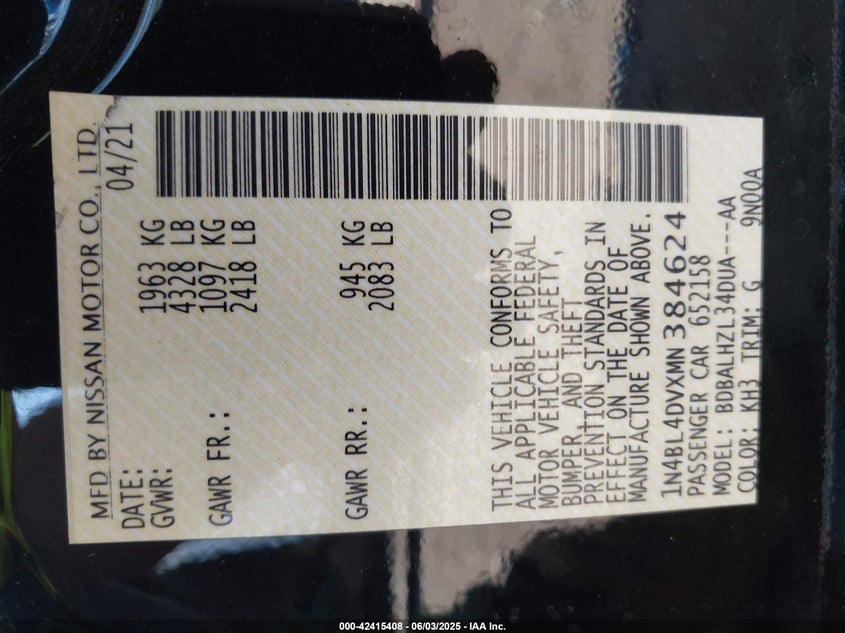 MFD BY NISSAN MOTOR CO., LTD.
DATE: 04/21
GVWR: 1963 KG
4328 LB
GAWR FR.: 1097 KG
2418 LB
GAWR RR.: 945 KG
2083 LB
THIS VEHICLE CONFORMS TO
ALL APPLICABLE FEDERAL
MOTOR VEHICLE SAFETY,
BUMPER, AND THEFT
PREVENTION STANDARDS IN
EFFECT ON THE DATE OF
MANUFACTURE SHOWN ABOVE.
1N4BL4DVXMN384624
PASSENGER CAR 652158
MODEL: BDBALHZL34DUA---AA
COLOR: KH3 TRIM: G 9N00A
000-42415408 - 06/03/2025 - IAA Inc.